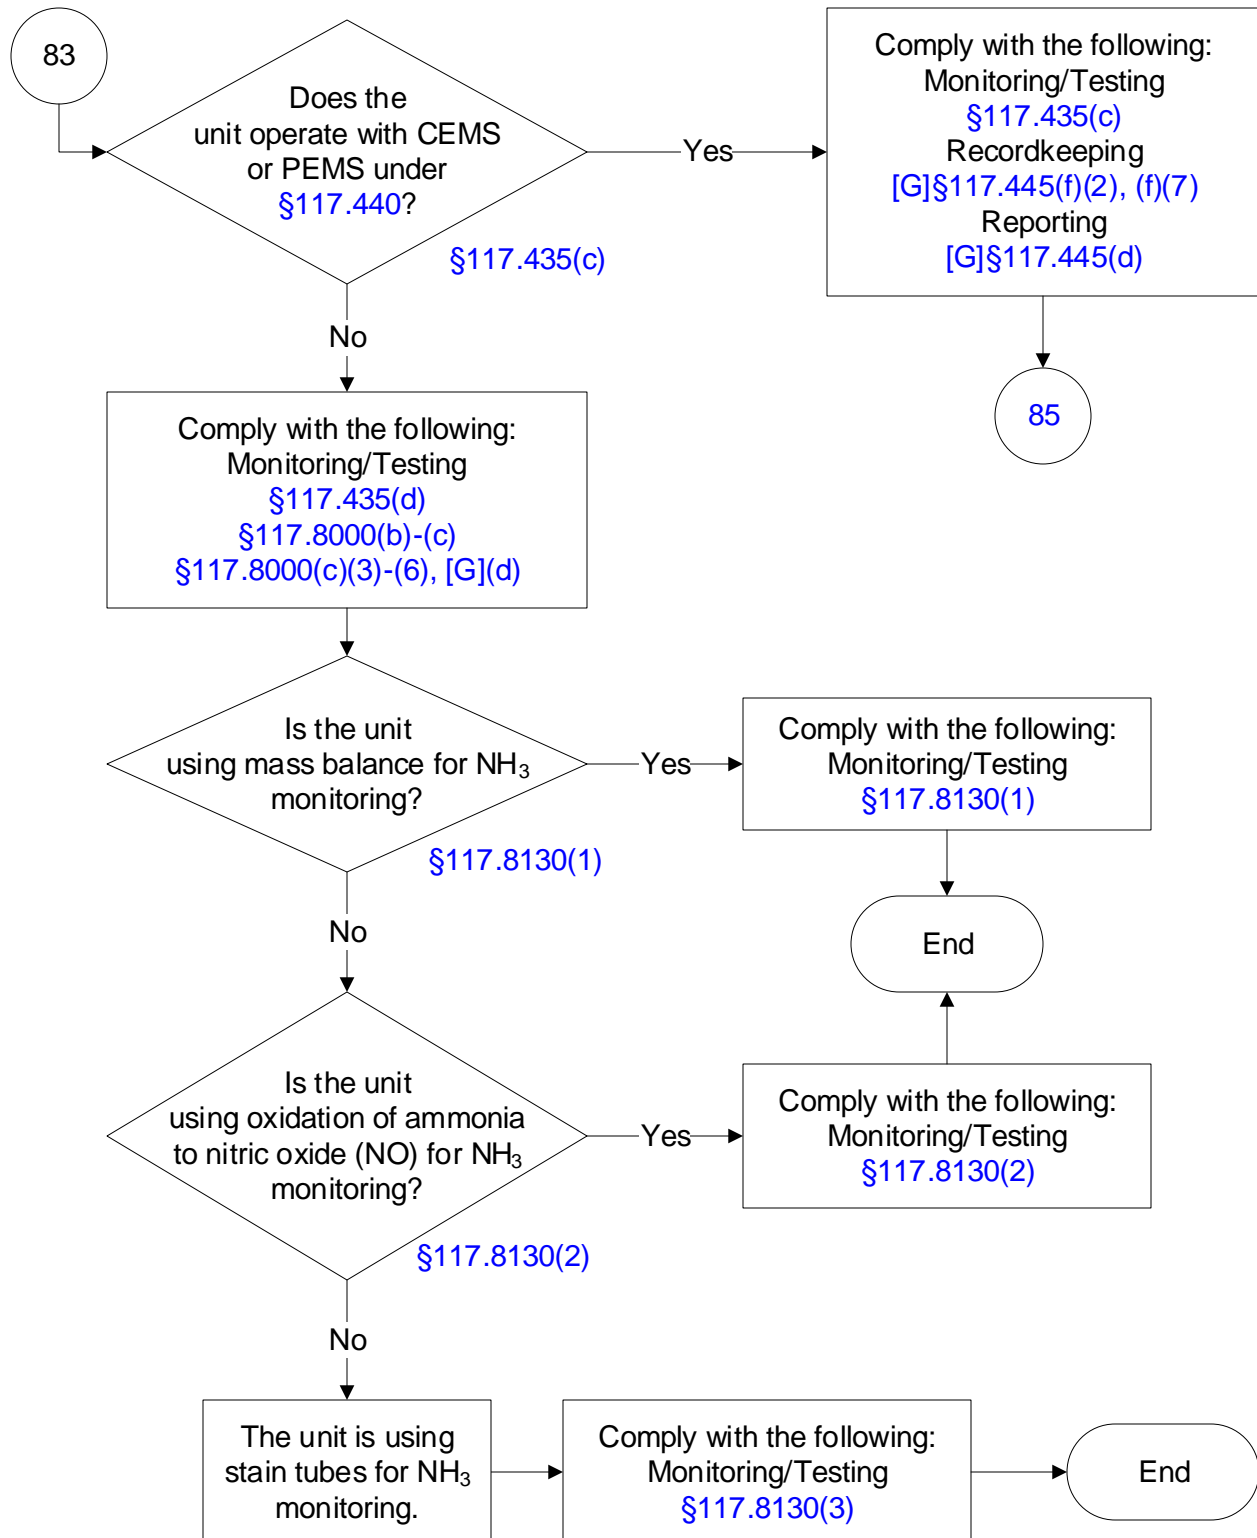 83
Does the
unit operate with CEMS
or PEMS under
§117.440?
§117.435(c)
Yes
Comply with the following:
Monitoring/Testing
§117.435(c)
Recordkeeping
[G]§117.445(f)(2), (f)(7)
Reporting
[G]§117.445(d)
85
No
Comply with the following:
Monitoring/Testing
§117.435(d)
§117.8000(b)-(c)
§117.8000(c)(3)-(6), [G](d)
Is the unit
using mass balance for NH3
monitoring?
§117.8130(1)
Yes
Comply with the following:
Monitoring/Testing
§117.8130(1)
End
No
Is the unit
using oxidation of ammonia
to nitric oxide (NO) for NH3
monitoring?
§117.8130(2)
Yes
Comply with the following:
Monitoring/Testing
§117.8130(2)
No
The unit is using
stain tubes for NH3
monitoring.
Comply with the following:
Monitoring/Testing
§117.8130(3)
End